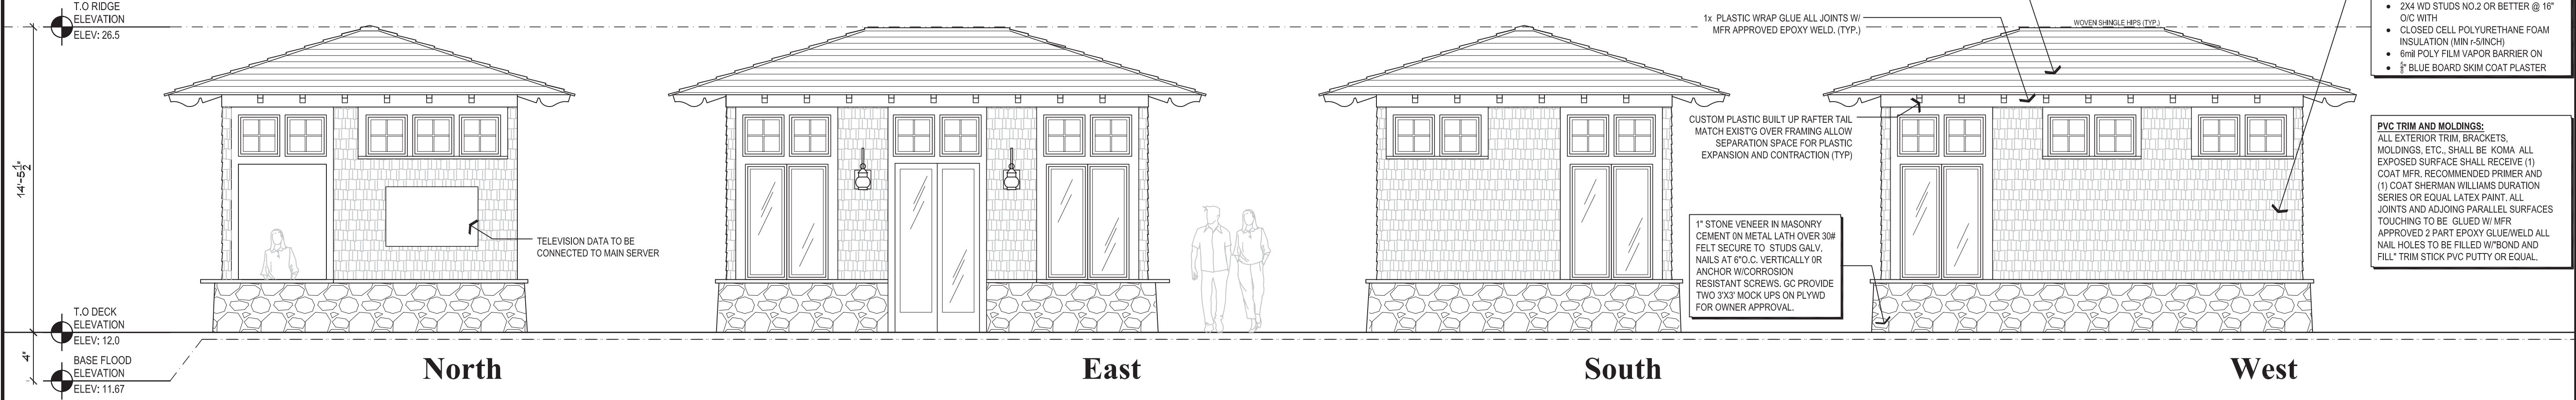 T.O RIDGE
ELEVATION
ELEV: 26.5
14'-5 1/2"
T.O DECK
ELEVATION
ELEV: 12.0
4"
BASE FLOOD
ELEVATION
ELEV: 11.67
TELEVISION DATA TO BE
CONNECTED TO MAIN SERVER
North
East
South
West
1x PLASTIC WRAP GLUE ALL JOINTS W/
MFR APPROVED EPOXY WELD. (TYP.)
WOVEN SHINGLE HIPS (TYP.)
CUSTOM PLASTIC BUILT UP RAFTER TAIL
MATCH EXIST'G OVER FRAMING ALLOW
SEPARATION SPACE FOR PLASTIC
EXPANSION AND CONTRACTION (TYP)
1" STONE VENEER IN MASONRY
CEMENT 0N METAL LATH OVER 30#
FELT SECURE TO STUDS GALV.
NAILS AT 6"O.C. VERTICALLY 0R
ANCHOR W/CORROSION
RESISTANT SCREWS. GC PROVIDE
TWO 3'X3' MOCK UPS ON PLYWD
FOR OWNER APPROVAL.
• 2X4 WD STUDS NO.2 OR BETTER @ 16"
O/C WITH
• CLOSED CELL POLYURETHANE FOAM
INSULATION (MIN r-5/INCH)
• 6mil POLY FILM VAPOR BARRIER ON
• " BLUE BOARD SKIM COAT PLASTER
PVC TRIM AND MOLDINGS:
ALL EXTERIOR TRIM, BRACKETS,
MOLDINGS, ETC., SHALL BE KOMA ALL
EXPOSED SURFACE SHALL RECEIVE (1)
COAT MFR. RECOMMENDED PRIMER AND
(1) COAT SHERMAN WILLIAMS DURATION
SERIES OR EQUAL LATEX PAINT. ALL
JOINTS AND ADJOING PARALLEL SURFACES
TOUCHING TO BE GLUED W/ MFR
APPROVED 2 PART EPOXY GLUE/WELD ALL
NAIL HOLES TO BE FILLED W/"BOND AND
FILL" TRIM STICK PVC PUTTY OR EQUAL.